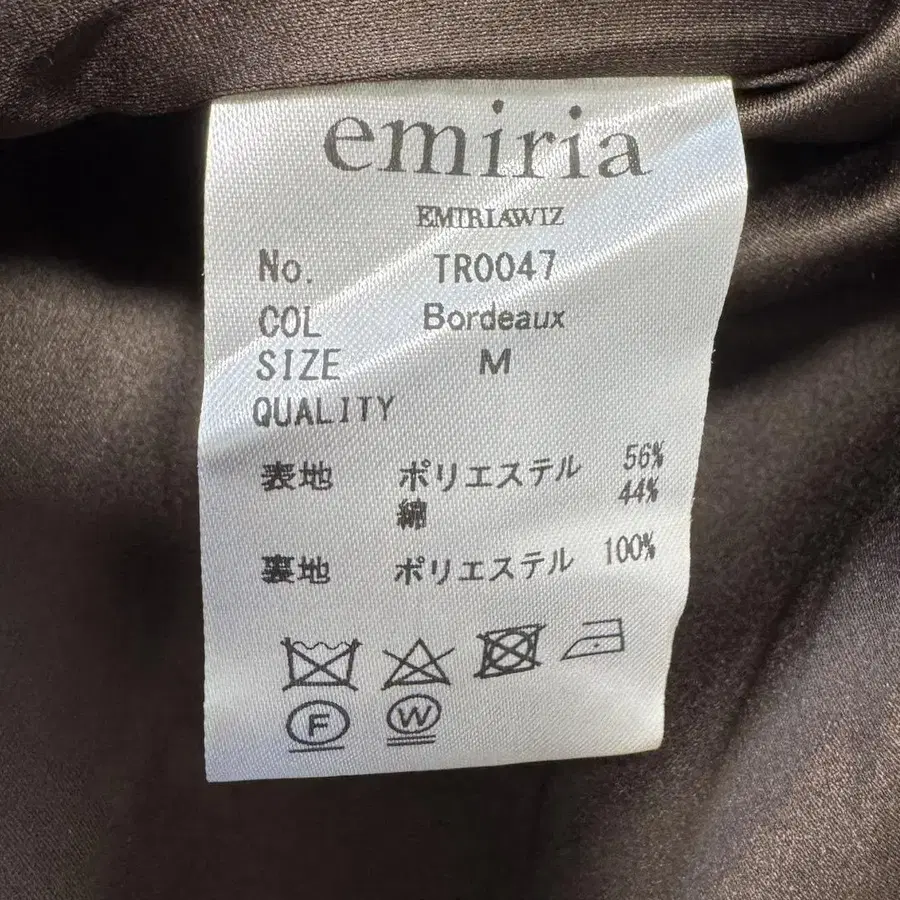 emiria
EMIRIAWIZ
No. TR0047
COL Bordeaux
SIZE M
QUALITY
表地 ポリエステル 56%
綿 44%
裏地 ポリエステル 100%
F W